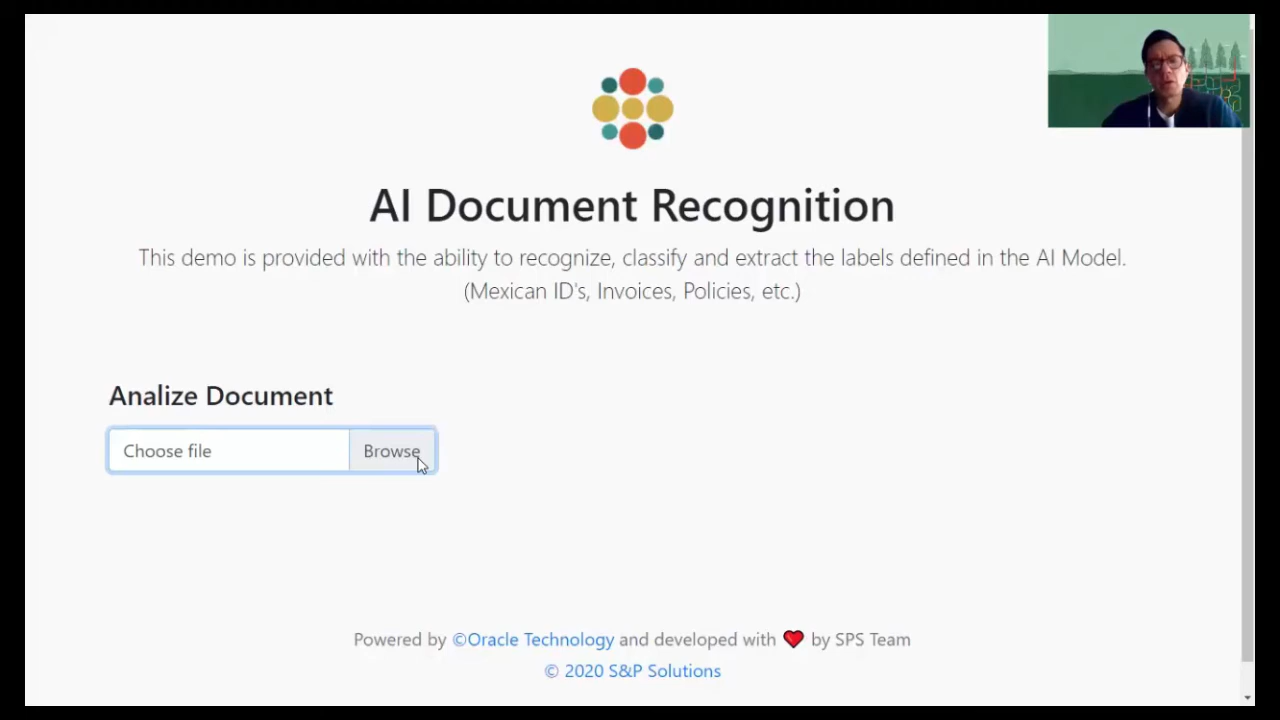 AI Document Recognition
This demo is provided with the ability to recognize, classify and extract the labels defined in the AI Model.
(Mexican ID's, Invoices, Policies, etc.)
Analize Document
Choose file Browse
Powered by ©Oracle Technology and developed with ❤ by SPS Team
© 2020 S&P Solutions